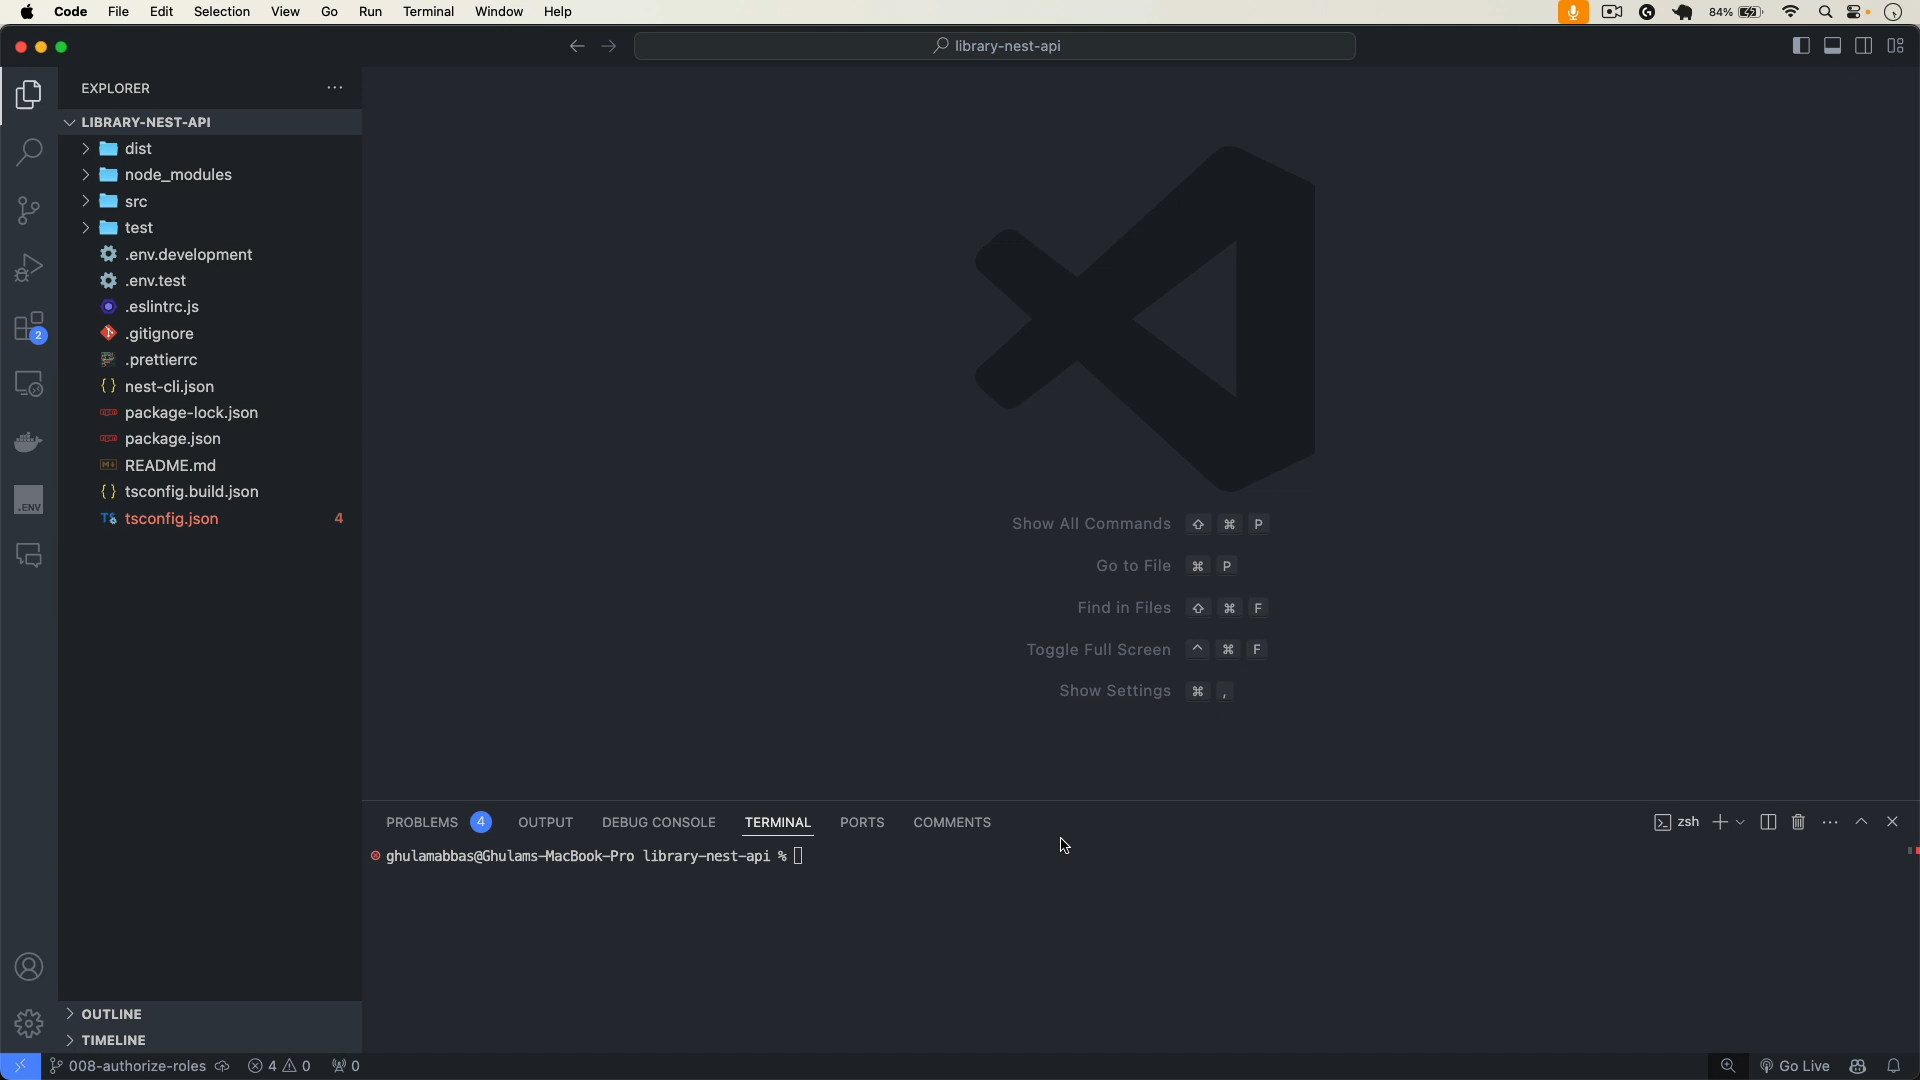 Code File Edit Selection View Go Run Terminal Window Help
84%
library-nest-api
EXPLORER
LIBRARY-NEST-API
dist
node_modules
src
test
.env.development
.env.test
.eslintrc.js
.gitignore
.prettierrc
nest-cli.json
package-lock.json
package.json
README.md
tsconfig.build.json
tsconfig.json 4
2
.ENV
Show All Commands ⇧ ⌘ P
Go to File ⌘ P
Find in Files ⇧ ⌘ F
Toggle Full Screen ^ ⌘ F
Show Settings ⌘ ,
PROBLEMS 4 OUTPUT DEBUG CONSOLE TERMINAL PORTS COMMENTS
zsh
ghulamabbas@Ghulams-MacBook-Pro library-nest-api %
OUTLINE
TIMELINE
008-authorize-roles 4 0 0
Go Live